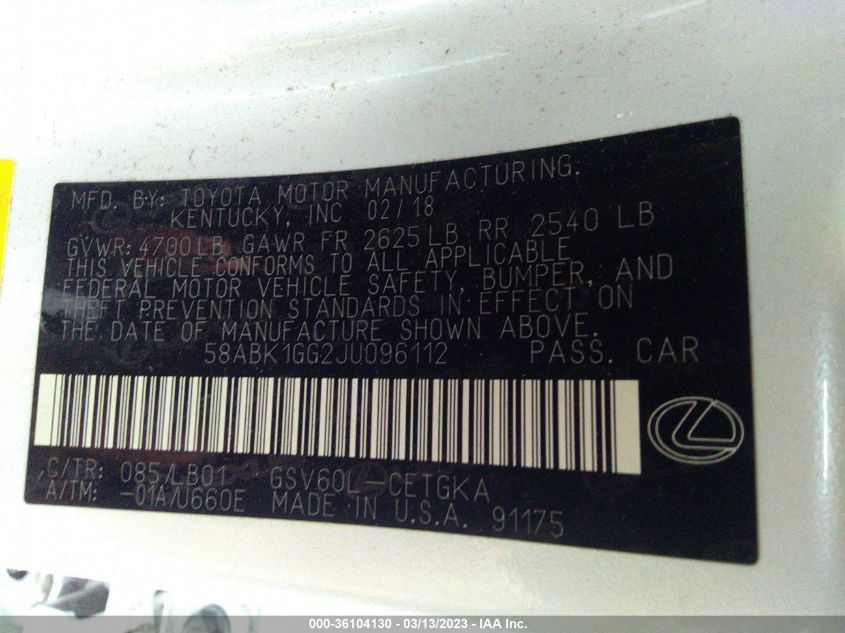 MFD. BY: TOYOTA MOTOR MANUFACTURING.
KENTUCKY, INC 02/18
GVWR: 4700LB GAWR FR 2625LB RR 2540 LB
THIS VEHICLE CONFORMS TO ALL APPLICABLE
FEDERAL MOTOR VEHICLE SAFETY, BUMPER, AND
THEFT PREVENTION STANDARDS IN EFFECT ON
THE DATE OF MANUFACTURE SHOWN ABOVE.
58ABK1GG2JU096112 PASS. CAR
C/TR: 085/LB01 GSV60L-CETGKA
A/TM: -01A/U660E MADE IN U.S.A. 91175
000-36104130 - 03/13/2023 - IAA Inc.